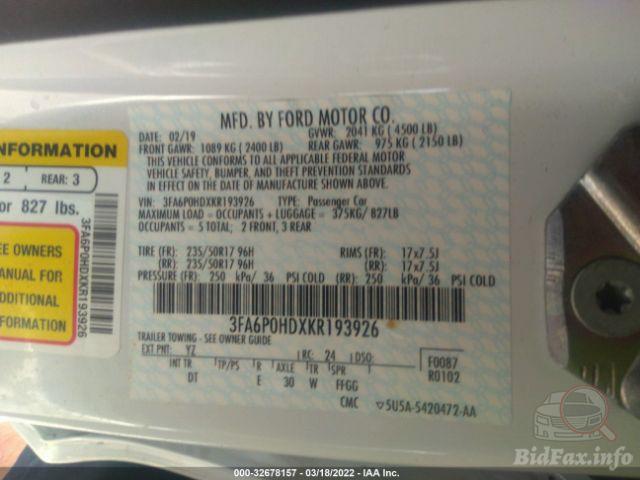 MFD. BY FORD MOTOR CO.
DATE: 02/19 GVWR: 2041 KG ( 4500 LB)
FRONT GAWR: 1089 KG ( 2400 LB) REAR GAWR: 975 KG ( 2150 LB)
THIS VEHICLE CONFORMS TO ALL APPLICABLE FEDERAL MOTOR
VEHICLE SAFETY, BUMPER, AND THEFT PREVENTION STANDARDS
IN EFFECT ON THE DATE OF MANUFACTURE SHOWN ABOVE.
VIN: 3FA6P0HDXKR193926 TYPE: Passenger Car
MAXIMUM LOAD = OCCUPANTS + LUGGAGE = 375KG/ 827LB
OCCUPANTS = 5 TOTAL, 2 FRONT, 3 REAR
TIRE (FR): 235/50R17 96H RIMS (FR): 17x7.5J
(RR): 235/50R17 96H (RR): 17x7.5J
PRESSURE (FR): 250 kPa/ 36 PSI COLD (RR): 250 kPa/ 36 PSI COLD
3FA6P0HDXKR193926
TRAILER TOWING - SEE OWNER GUIDE
EXT PNT: YZ RC: 24 DSO: F0087
INT TR TP/PS R AXLE TR SPR R0102
DT E 30 W FFGG
CMC ▽5U5A-5420472-AA
INFORMATION
2 REAR: 3
or 827 lbs.
EE OWNERS
ANUAL FOR
ADDITIONAL
FORMATION
3FA6P0HDXKR193926
BidFax.info
000-32678157 - 03/18/2022 - IAA Inc.